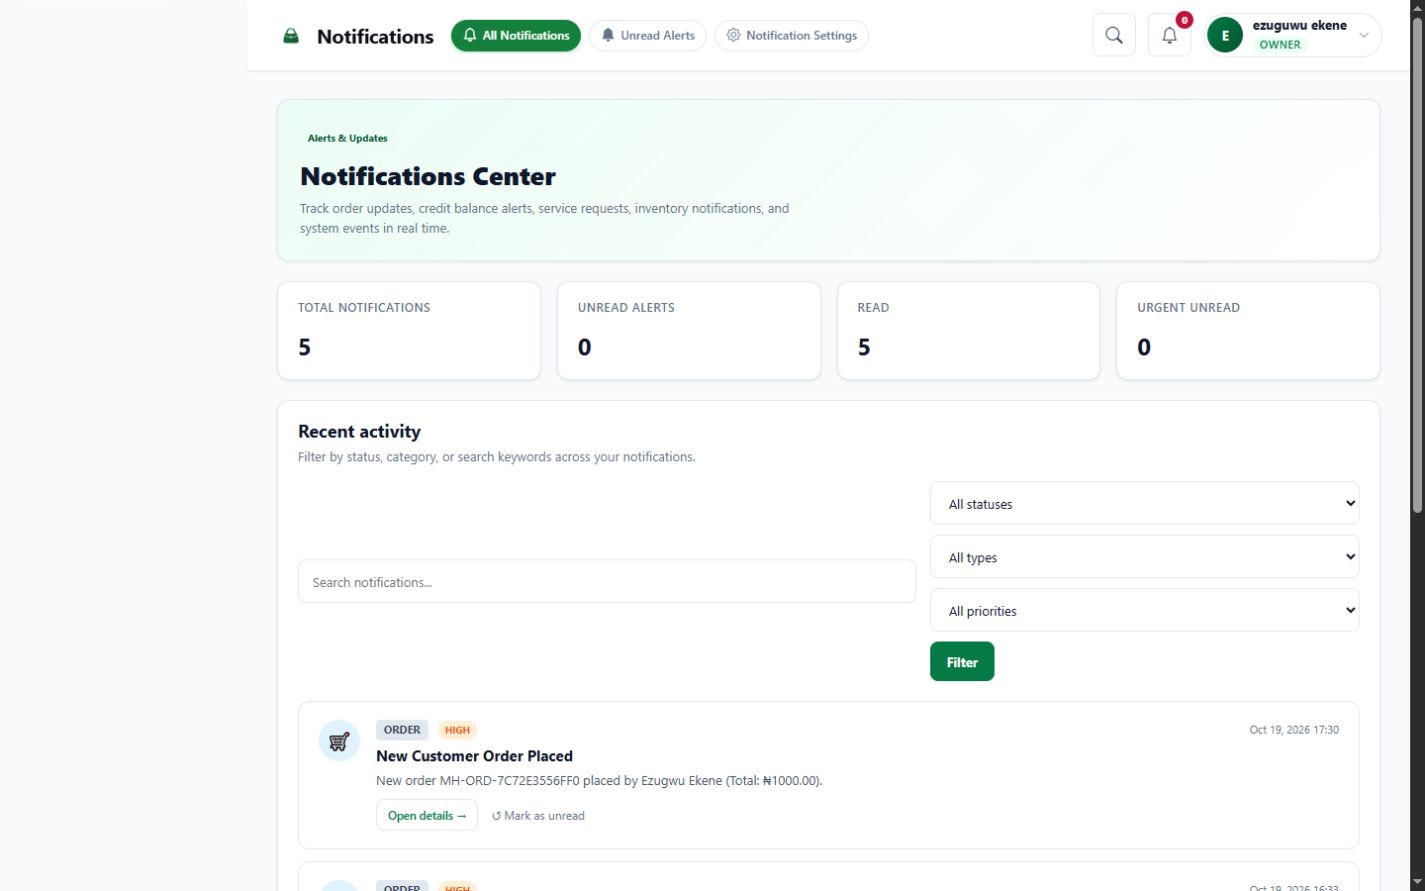 Notifications
All Notifications
Unread Alerts
Notification Settings
0
E
ezuguwu ekene
OWNER
Alerts & Updates
Notifications Center
Track order updates, credit balance alerts, service requests, inventory notifications, and
system events in real time.
TOTAL NOTIFICATIONS
5
UNREAD ALERTS
0
READ
5
URGENT UNREAD
0
Recent activity
Filter by status, category, or search keywords across your notifications.
All statuses
All types
Search notifications...
All priorities
Filter
ORDER HIGH Oct 19, 2026 17:30
New Customer Order Placed
New order MH-ORD-7C72E3556FF0 placed by Ezugwu Ekene (Total: ₦1000.00).
Open details → ↺ Mark as unread
ORDER HIGH Oct 19, 2026 16:33